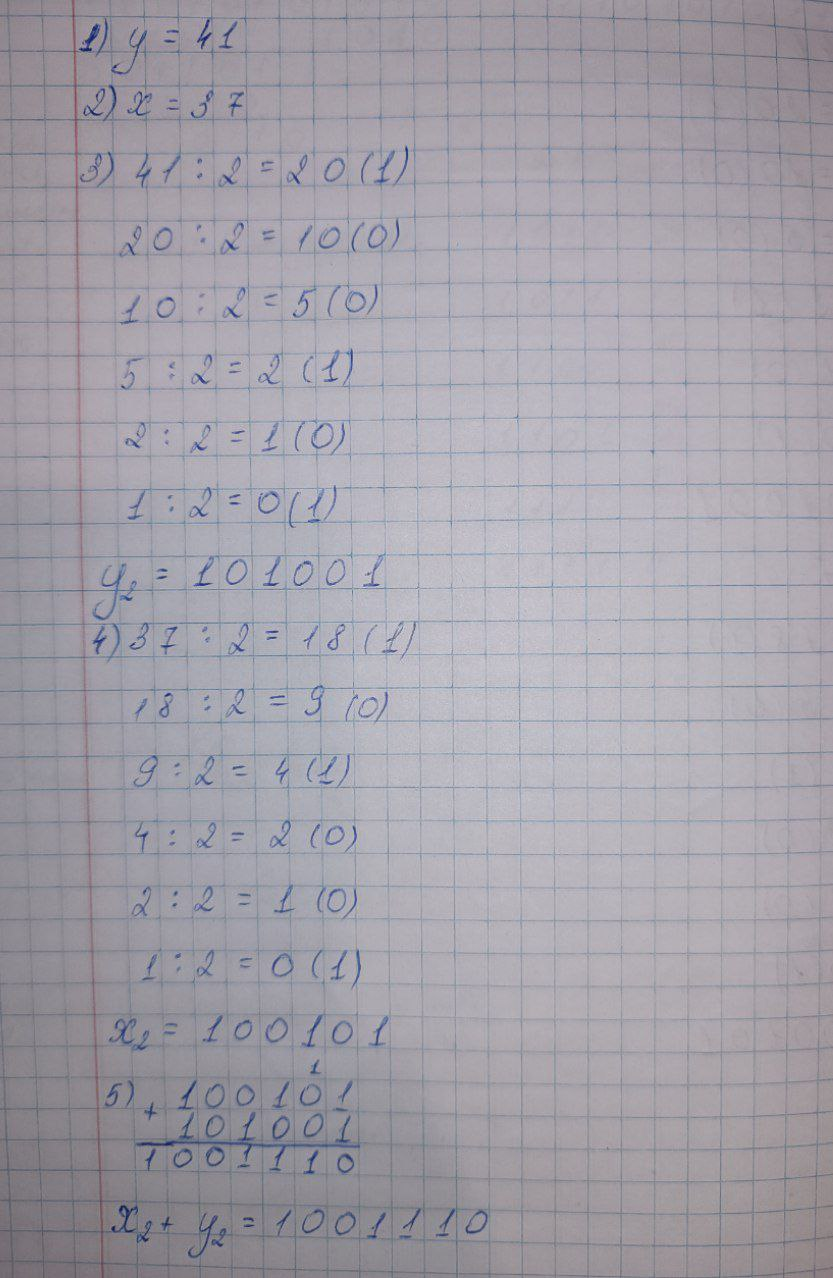 1) y = 41
2) x = 37
3) 41 : 2 = 20 (1)
20 : 2 = 10 (0)
10 : 2 = 5 (0)
5 : 2 = 2 (1)
2 : 2 = 1 (0)
1 : 2 = 0 (1)
y₂ = 101001
4) 37 : 2 = 18 (1)
18 : 2 = 9 (0)
9 : 2 = 4 (1)
4 : 2 = 2 (0)
2 : 2 = 1 (0)
1 : 2 = 0 (1)
x₂ = 100101
1
5) 100101
+ 101001
1001110
x₂ + y₂ = 1001110